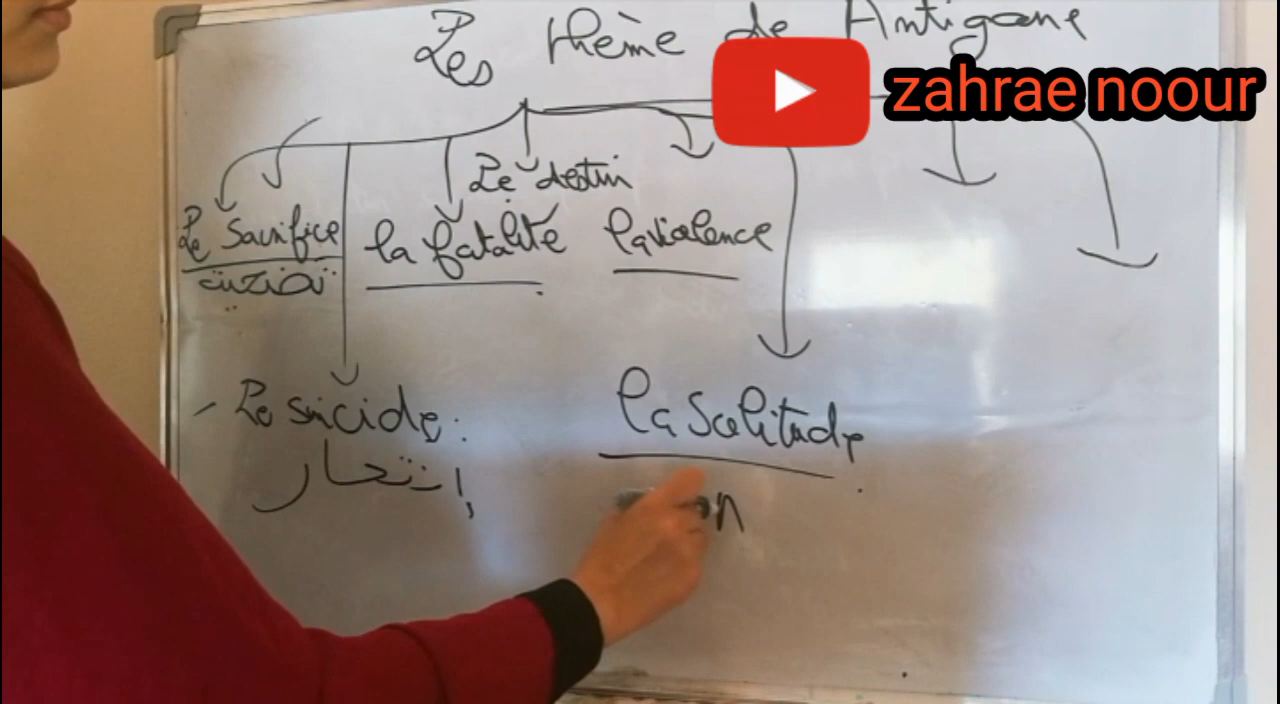 Les thème de Antigone
zahrae noour
Le destin
Le Sacrifice
la fatalité
la violence
تضحية
- Le suicide :
la Solitude.
إنتحار